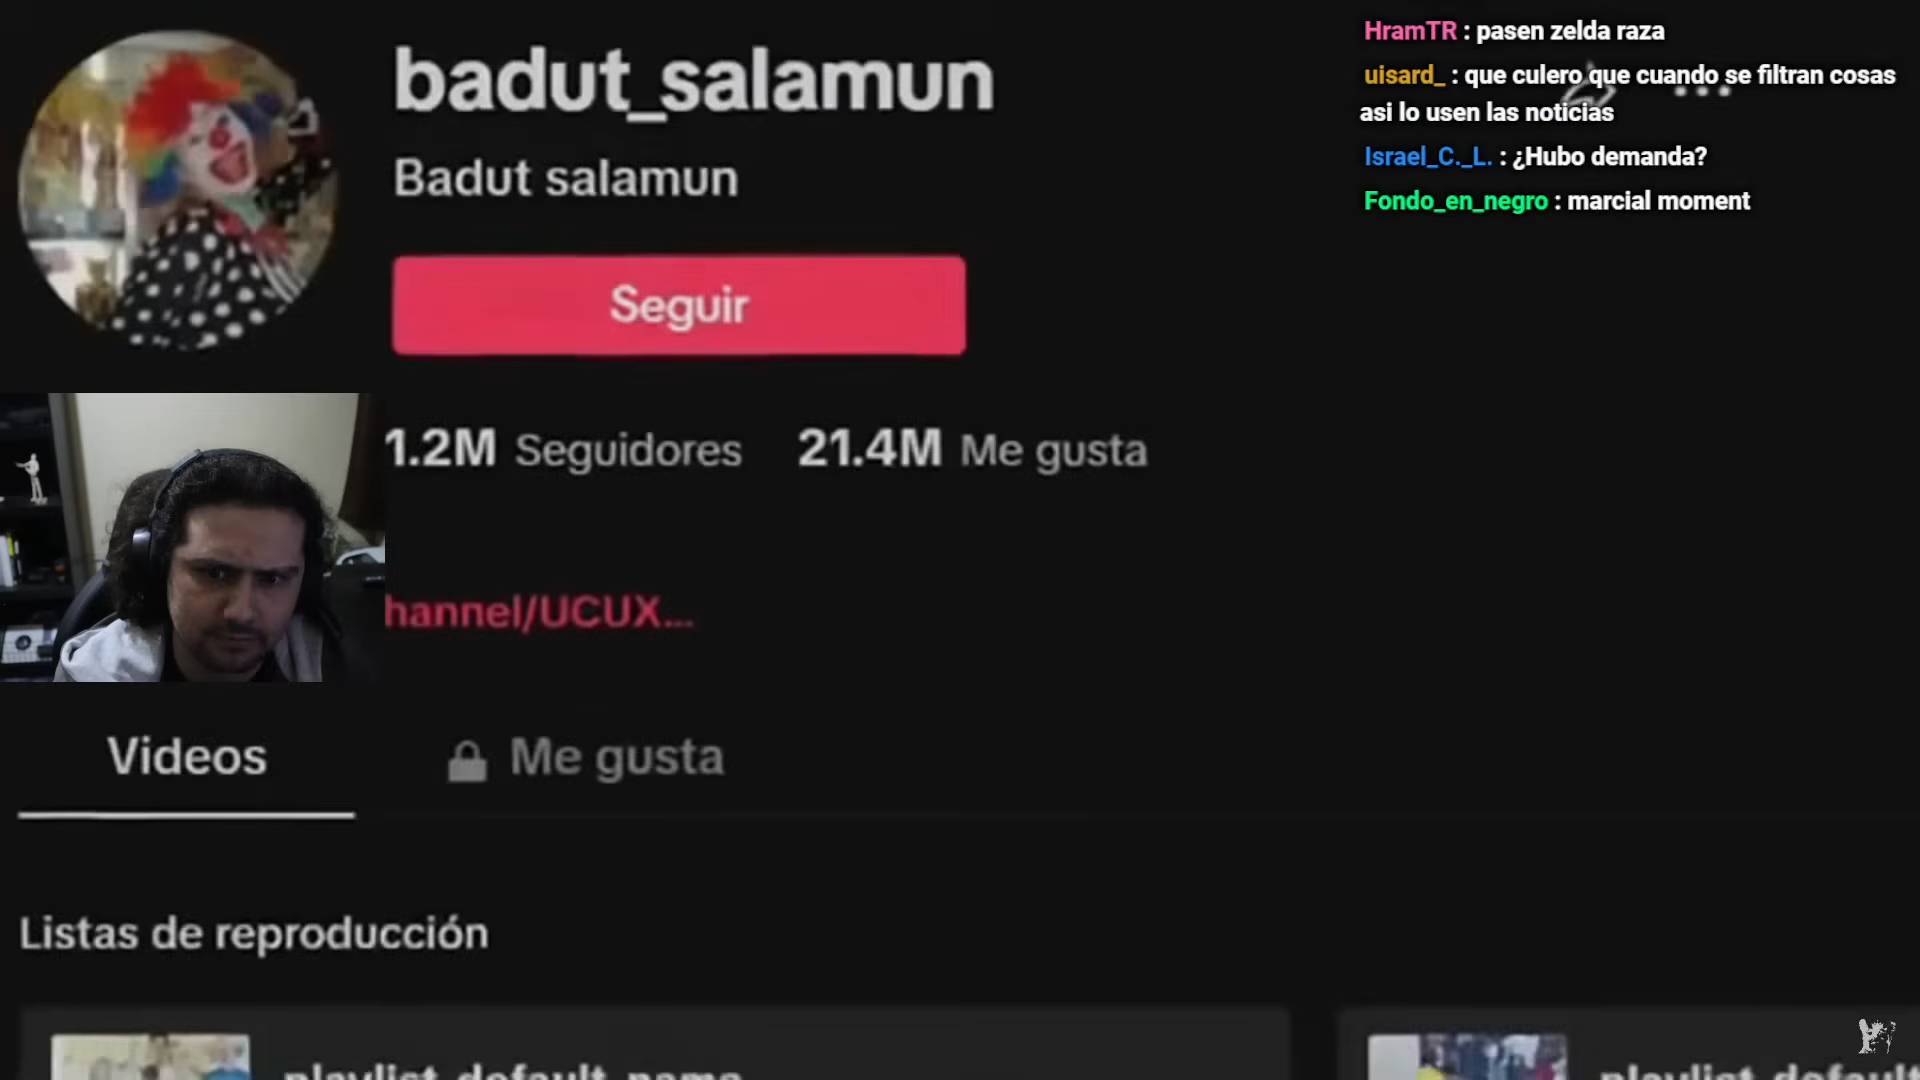 badut_salamun
Badut salamun
Seguir
1.2M Seguidores 21.4M Me gusta
hannel/UCUX...
Videos
Me gusta
Listas de reproducción
playlist_default_name
playlist_default
HramTR : pasen zelda raza
uisard_ : que culero que cuando se filtran cosas
asi lo usen las noticias
Israel_C._L. : ¿Hubo demanda?
Fondo_en_negro : marcial moment